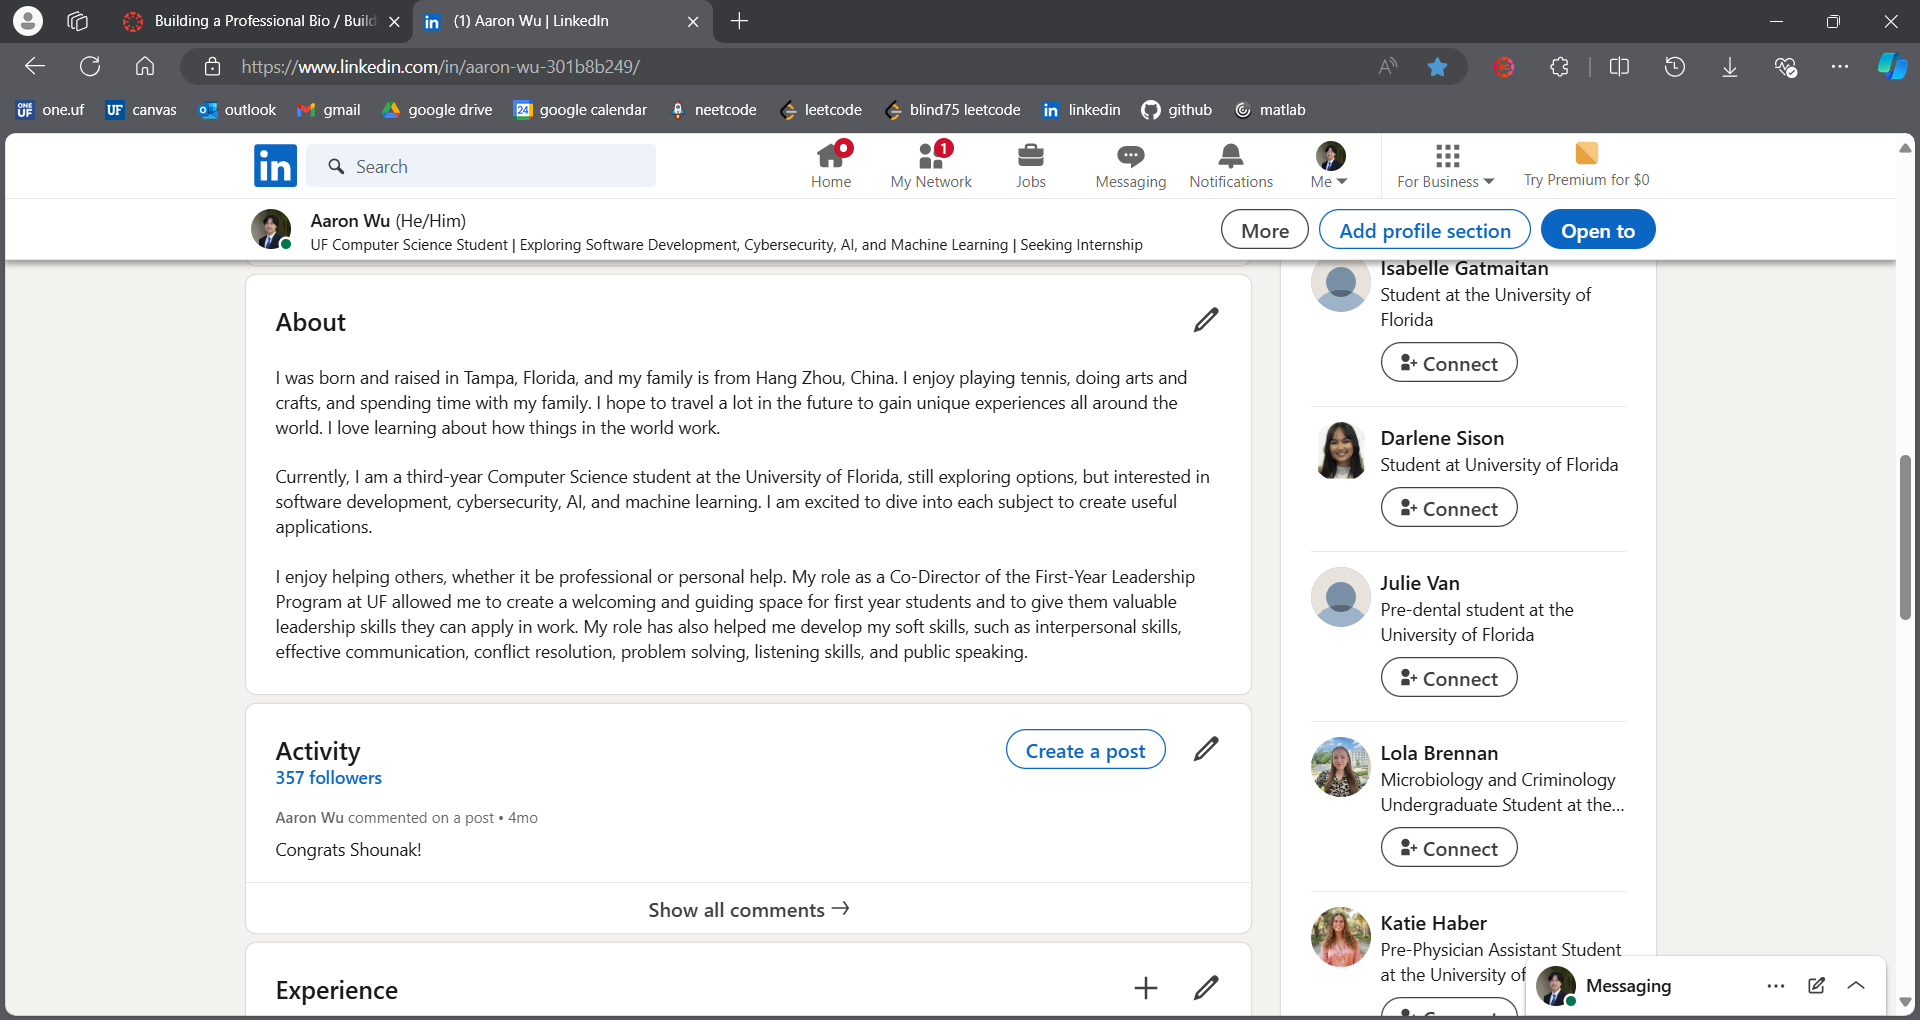 Building a Professional Bio / Build
(1) Aaron Wu | LinkedIn
https://www.linkedin.com/in/aaron-wu-301b8b249/
one.uf
canvas
outlook
gmail
google drive
google calendar
neetcode
leetcode
blind75 leetcode
linkedin
github
matlab
Search
Home
My Network
1
Jobs
Messaging
Notifications
Me
For Business
Try Premium for $0
Aaron Wu (He/Him)
UF Computer Science Student | Exploring Software Development, Cybersecurity, AI, and Machine Learning | Seeking Internship
More
Add profile section
Open to
About
I was born and raised in Tampa, Florida, and my family is from Hang Zhou, China. I enjoy playing tennis, doing arts and
crafts, and spending time with my family. I hope to travel a lot in the future to gain unique experiences all around the
world. I love learning about how things in the world work.
Currently, I am a third-year Computer Science student at the University of Florida, still exploring options, but interested in
software development, cybersecurity, AI, and machine learning. I am excited to dive into each subject to create useful
applications.
I enjoy helping others, whether it be professional or personal help. My role as a Co-Director of the First-Year Leadership
Program at UF allowed me to create a welcoming and guiding space for first year students and to give them valuable
leadership skills they can apply in work. My role has also helped me develop my soft skills, such as interpersonal skills,
effective communication, conflict resolution, problem solving, listening skills, and public speaking.
Activity
357 followers
Create a post
Aaron Wu commented on a post • 4mo
Congrats Shounak!
Show all comments →
Experience
Isabelle Gatmaitan
Student at the University of
Florida
Connect
Darlene Sison
Student at University of Florida
Connect
Julie Van
Pre-dental student at the
University of Florida
Connect
Lola Brennan
Microbiology and Criminology
Undergraduate Student at the...
Connect
Katie Haber
Pre-Physician Assistant Student
at the University of
Messaging